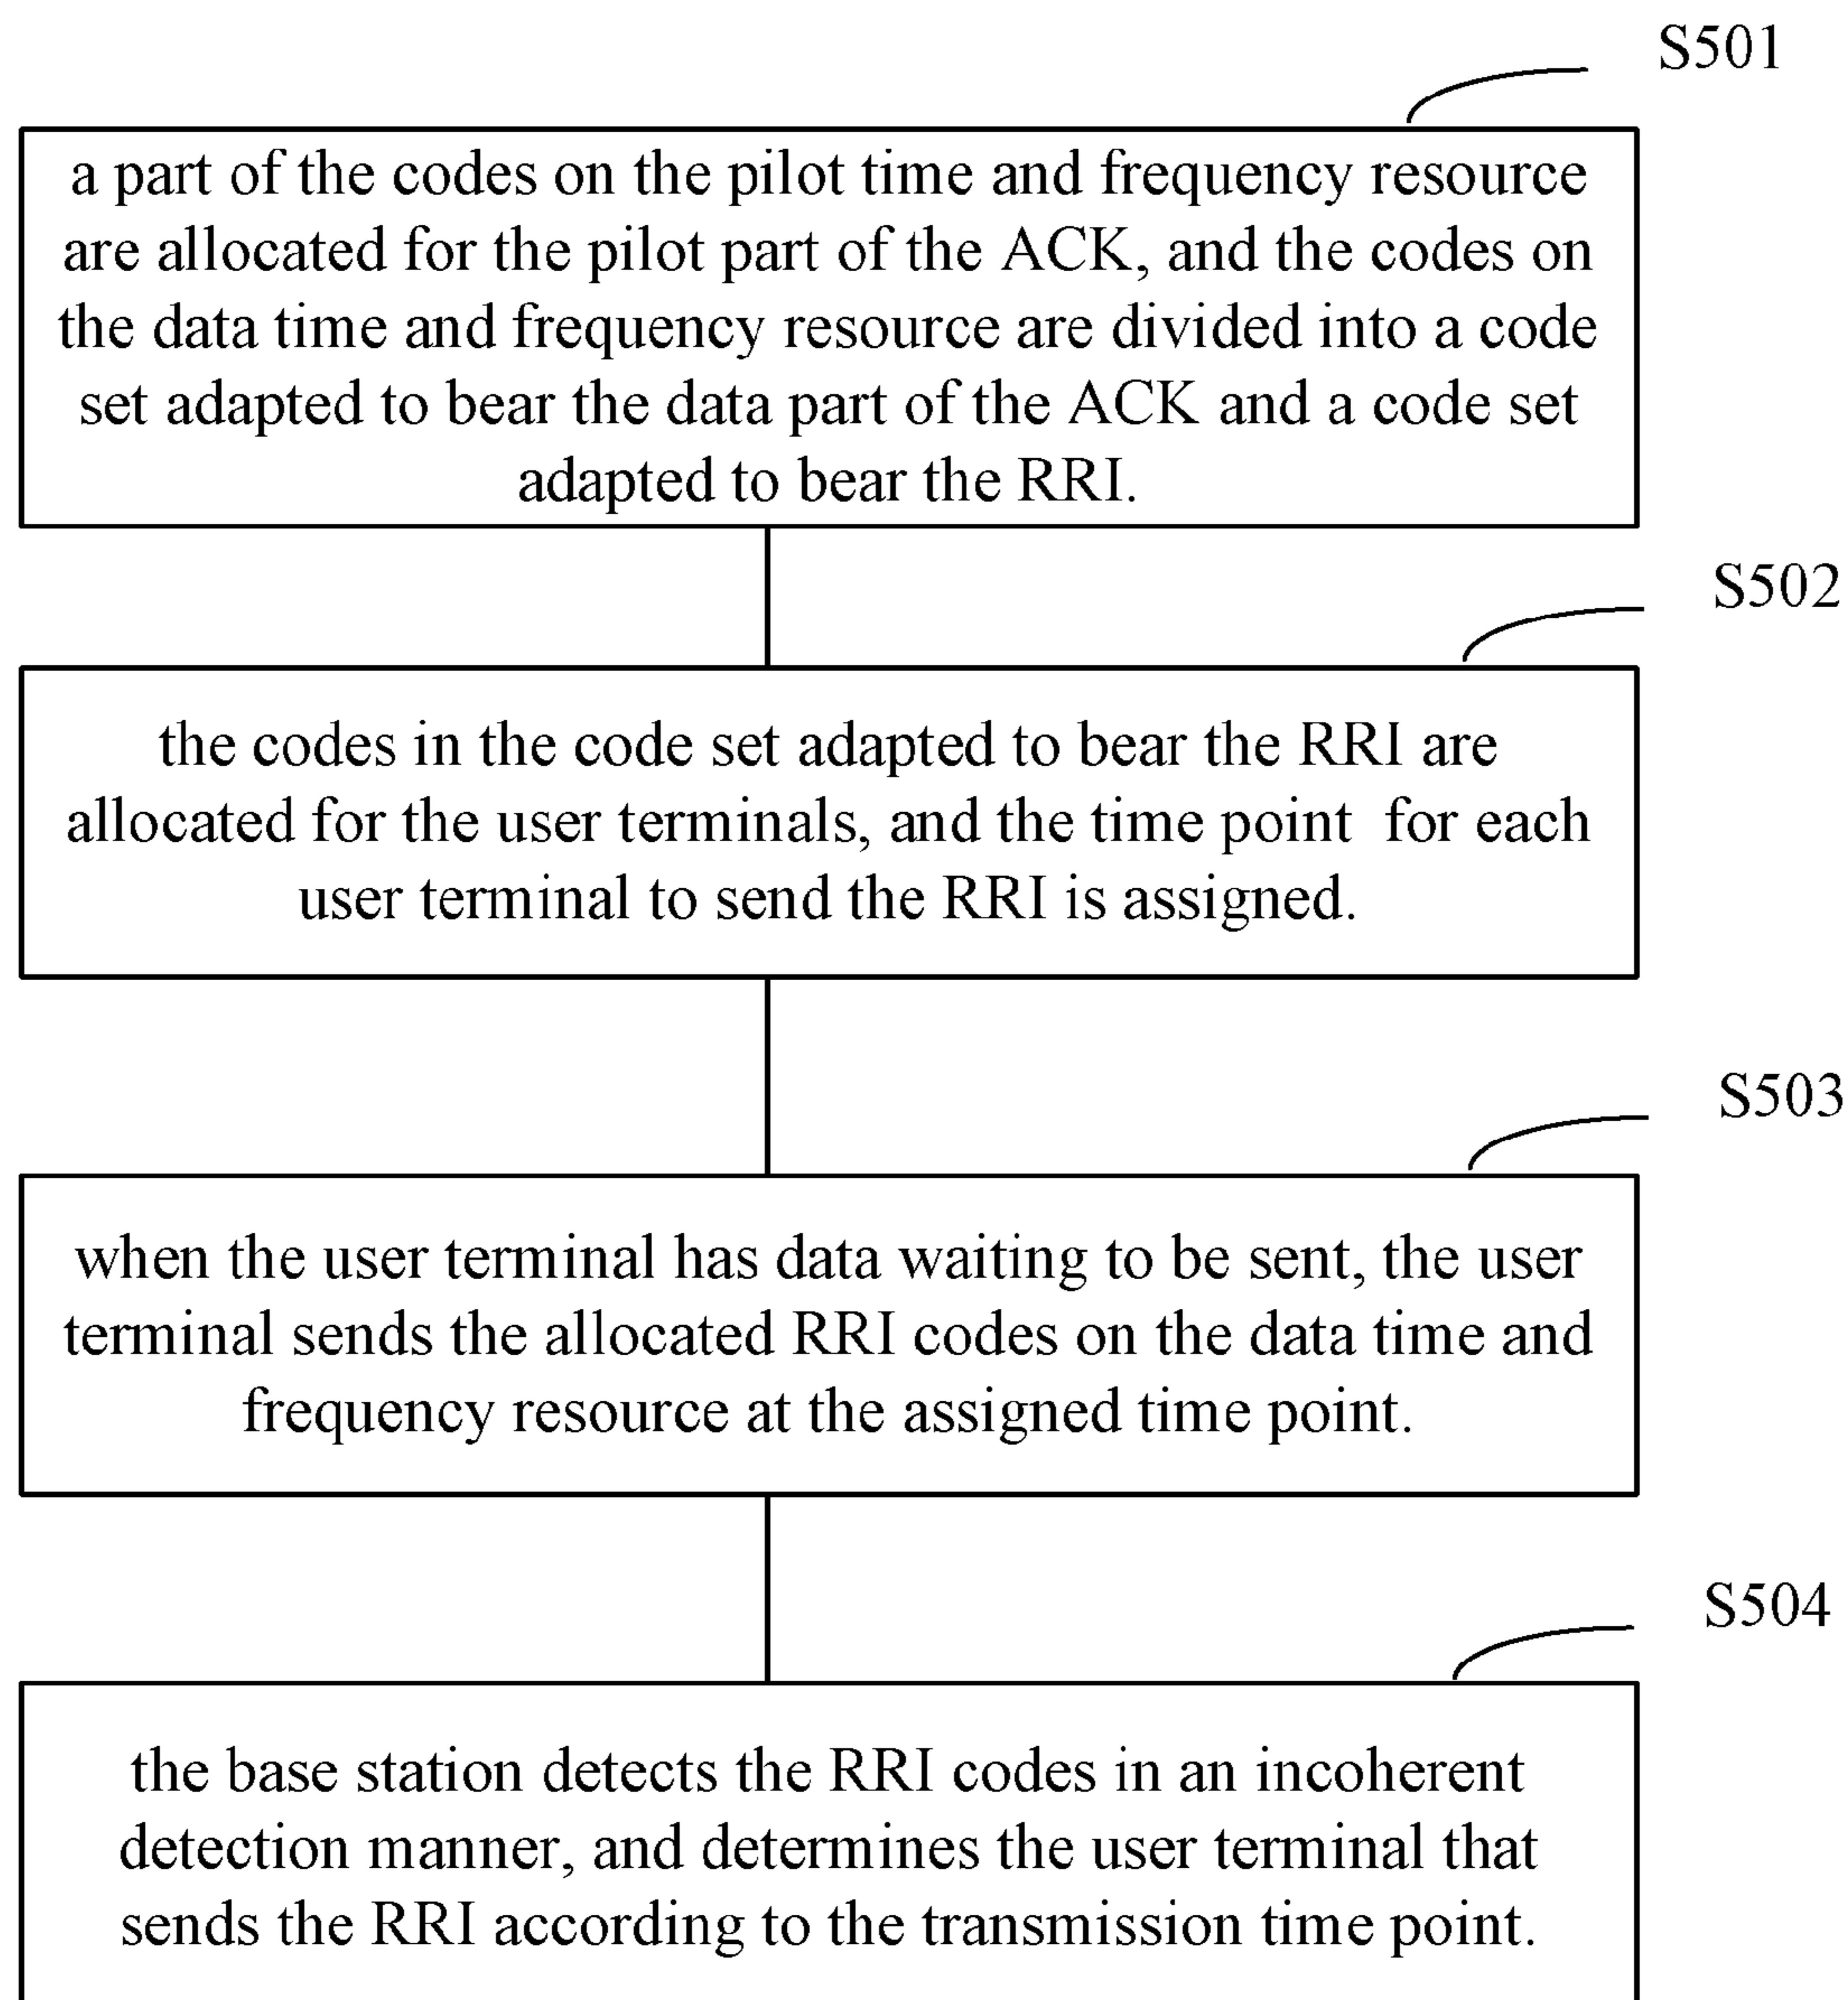 S501
a part of the codes on the pilot time and frequency resource
are allocated for the pilot part of the ACK, and the codes on
the data time and frequency resource are divided into a code
set adapted to bear the data part of the ACK and a code set
adapted to bear the RRI.
S502
the codes in the code set adapted to bear the RRI are
allocated for the user terminals, and the time point for each
user terminal to send the RRI is assigned.
S503
when the user terminal has data waiting to be sent, the user
terminal sends the allocated RRI codes on the data time and
frequency resource at the assigned time point.
S504
the base station detects the RRI codes in an incoherent
detection manner, and determines the user terminal that
sends the RRI according to the transmission time point.